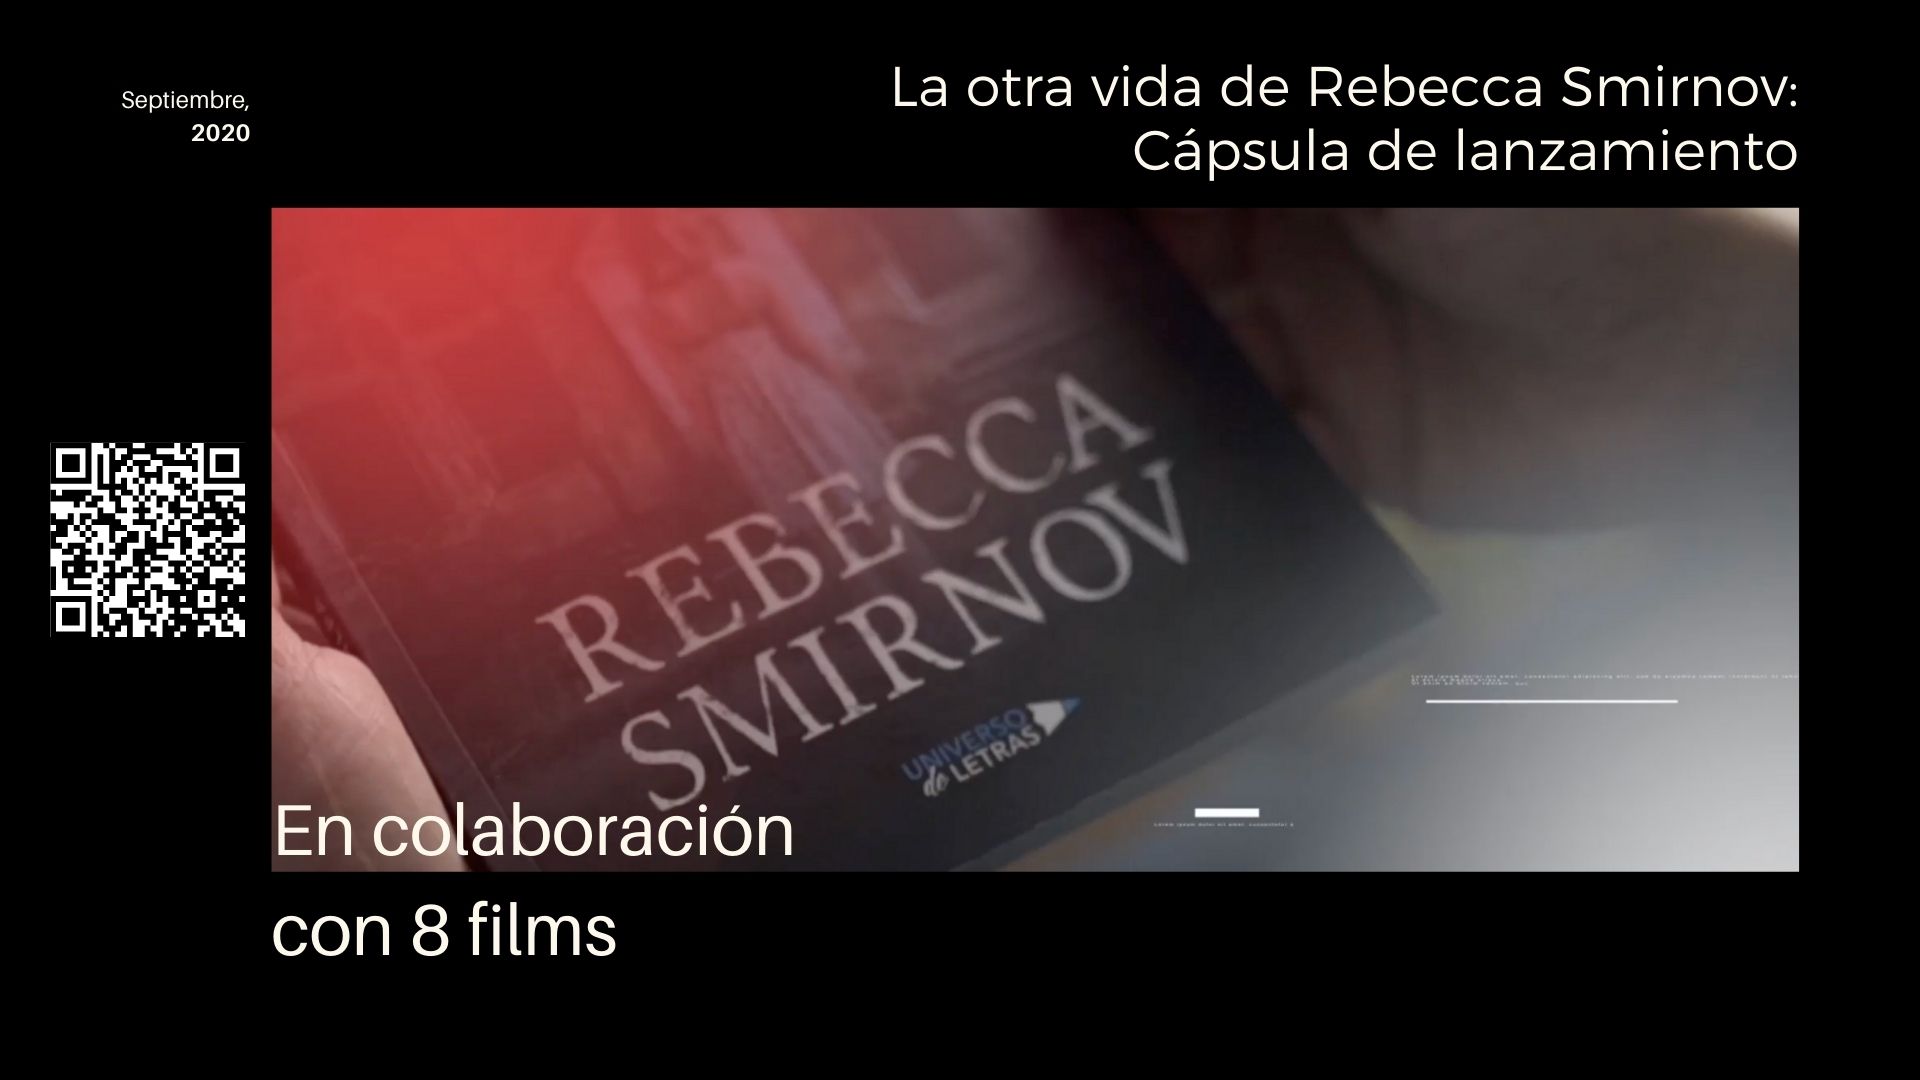 Septiembre,
2020
La otra vida de Rebecca Smirnov:
Cápsula de lanzamiento
REBECCA
SMIRNOV
UNIVERSO
de LETRAS
En colaboración
con 8 films